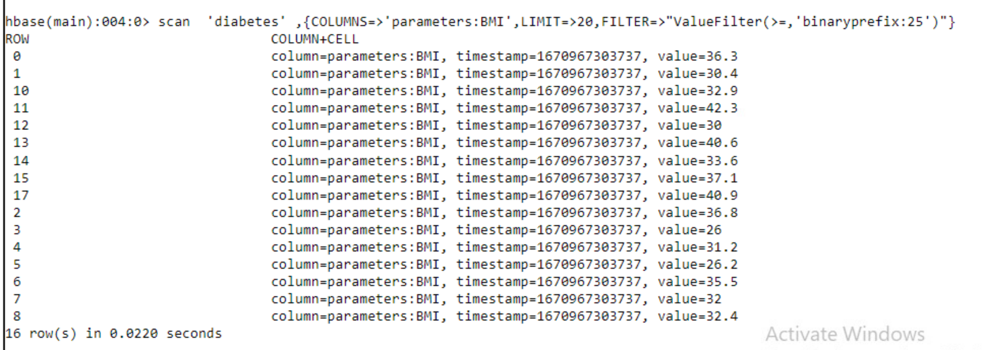 hbase(main):004:0> scan  'diabetes' ,{COLUMNS=>'parameters:BMI',LIMIT=>20,FILTER=>"ValueFilter(>=,'binaryprefix:25')"}
ROW COLUMN+CELL
0 column=parameters:BMI, timestamp=1670967303737, value=36.3
1 column=parameters:BMI, timestamp=1670967303737, value=30.4
10 column=parameters:BMI, timestamp=1670967303737, value=32.9
11 column=parameters:BMI, timestamp=1670967303737, value=42.3
12 column=parameters:BMI, timestamp=1670967303737, value=30
13 column=parameters:BMI, timestamp=1670967303737, value=40.6
14 column=parameters:BMI, timestamp=1670967303737, value=33.6
15 column=parameters:BMI, timestamp=1670967303737, value=37.1
17 column=parameters:BMI, timestamp=1670967303737, value=40.9
2 column=parameters:BMI, timestamp=1670967303737, value=36.8
3 column=parameters:BMI, timestamp=1670967303737, value=26
4 column=parameters:BMI, timestamp=1670967303737, value=31.2
5 column=parameters:BMI, timestamp=1670967303737, value=26.2
6 column=parameters:BMI, timestamp=1670967303737, value=35.5
7 column=parameters:BMI, timestamp=1670967303737, value=32
8 column=parameters:BMI, timestamp=1670967303737, value=32.4
16 row(s) in 0.0220 seconds
Activate Windows